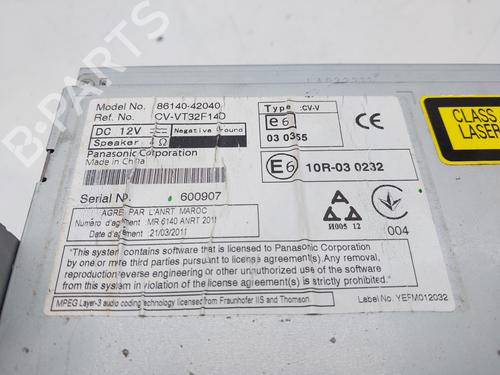 B-PARTS
Model No. 86140-42040
Ref. No. CV-VT32F14D
DC 12V Negative Ground
Speaker 4 Ω
Panasonic Corporation
Made in China
Serial No. 600907
AGREE PAR L'ANRT MAROC
Numéro d'agrément : MR 6140 ANRT 2011
Date d'agrément : 21/03/2011
Type :CV-V
e6
03 0355
CE
E6 10R-03 0232
H005 12
004
CLASS
LASER
"This system contains software that is licensed to Panasonic Corporation
by one or more third parties pursuant to license agreement(s). Any removal,
reproduction, reverse engineering or other unauthorized use of the software
in violation of the terms of license agreement(s) is strictly prohibited."
MPEG Layer-3 audio coding technology licensed from Fraunhofer IIS and Thomson.
Label No. YEFM012032